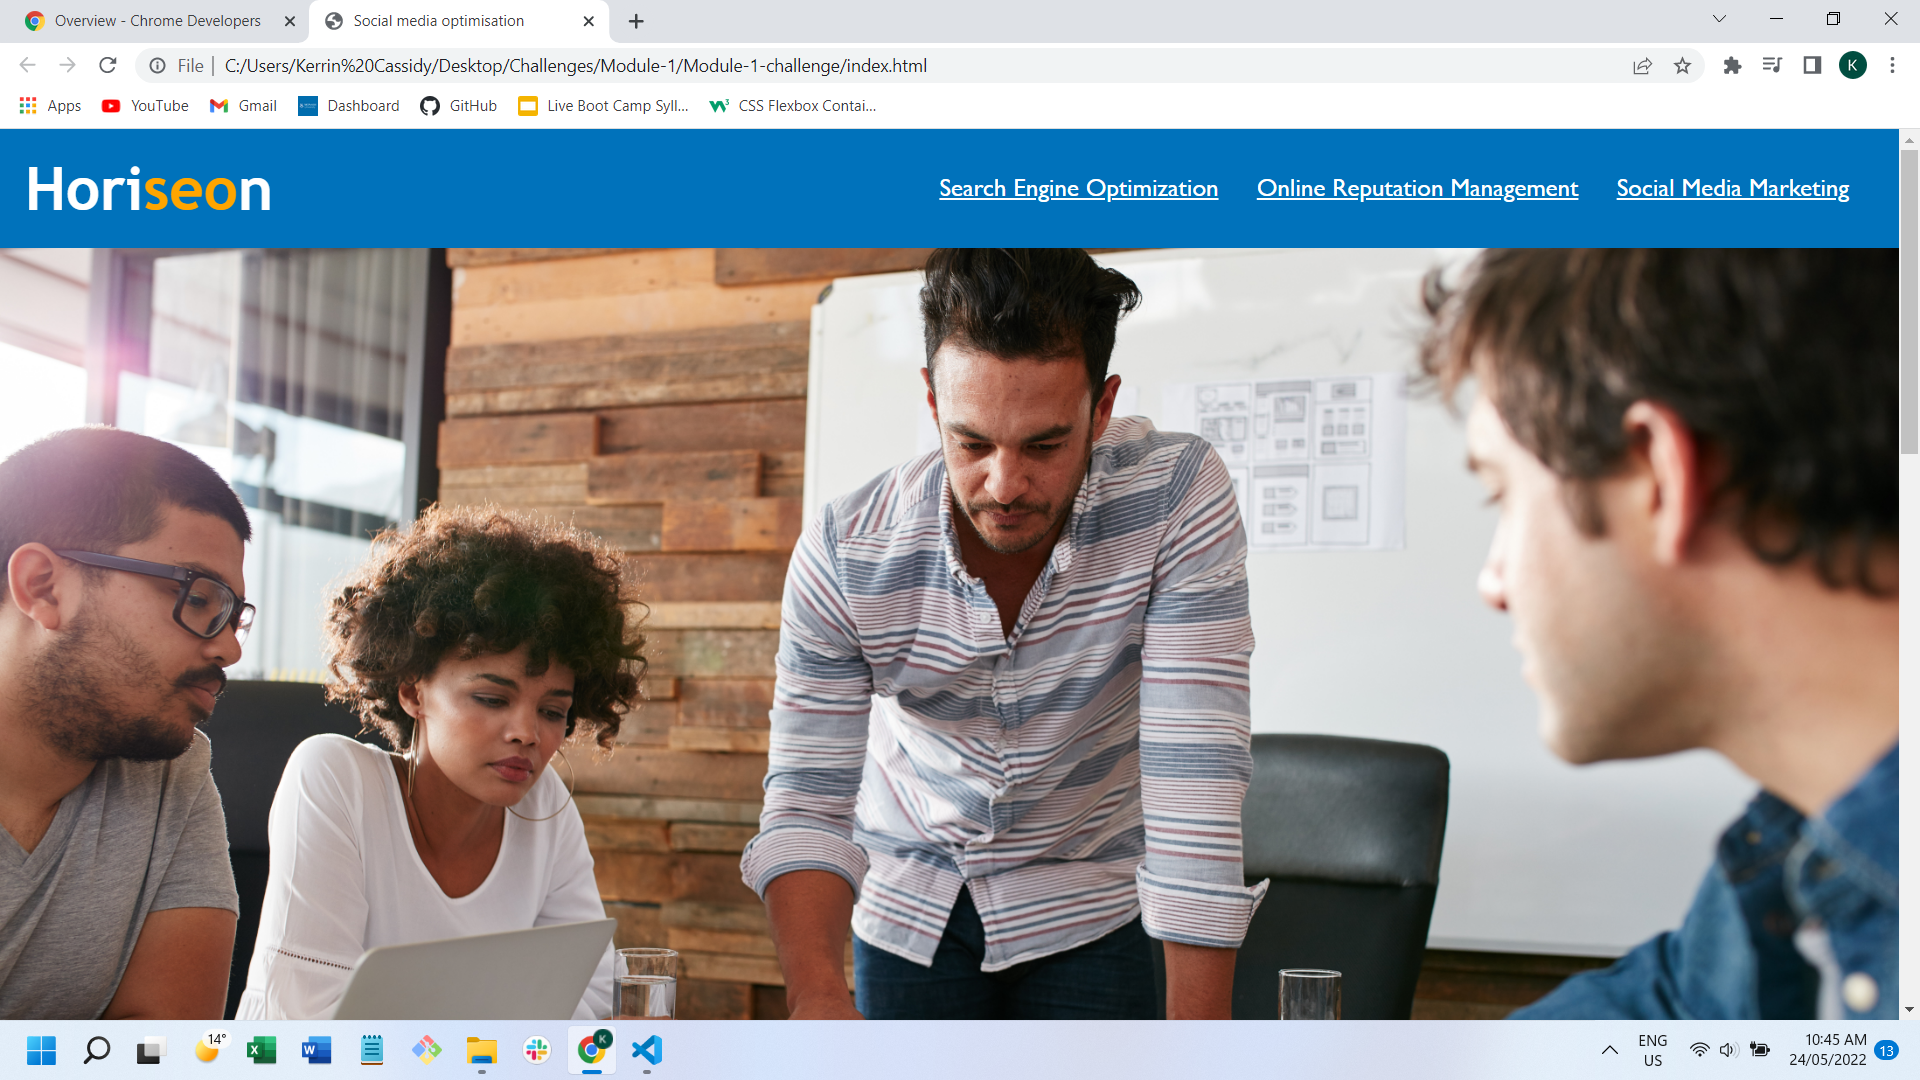 Overview - Chrome Developers
Social media optimisation
File
C:/Users/Kerrin%20Cassidy/Desktop/Challenges/Module-1/Module-1-challenge/index.html
K
Apps
YouTube
Gmail
Dashboard
GitHub
Live Boot Camp Syll...
CSS Flexbox Contai...
Horiseon
Search Engine Optimization
Online Reputation Management
Social Media Marketing
14°
K
ENG
US
10:45 AM
24/05/2022
13